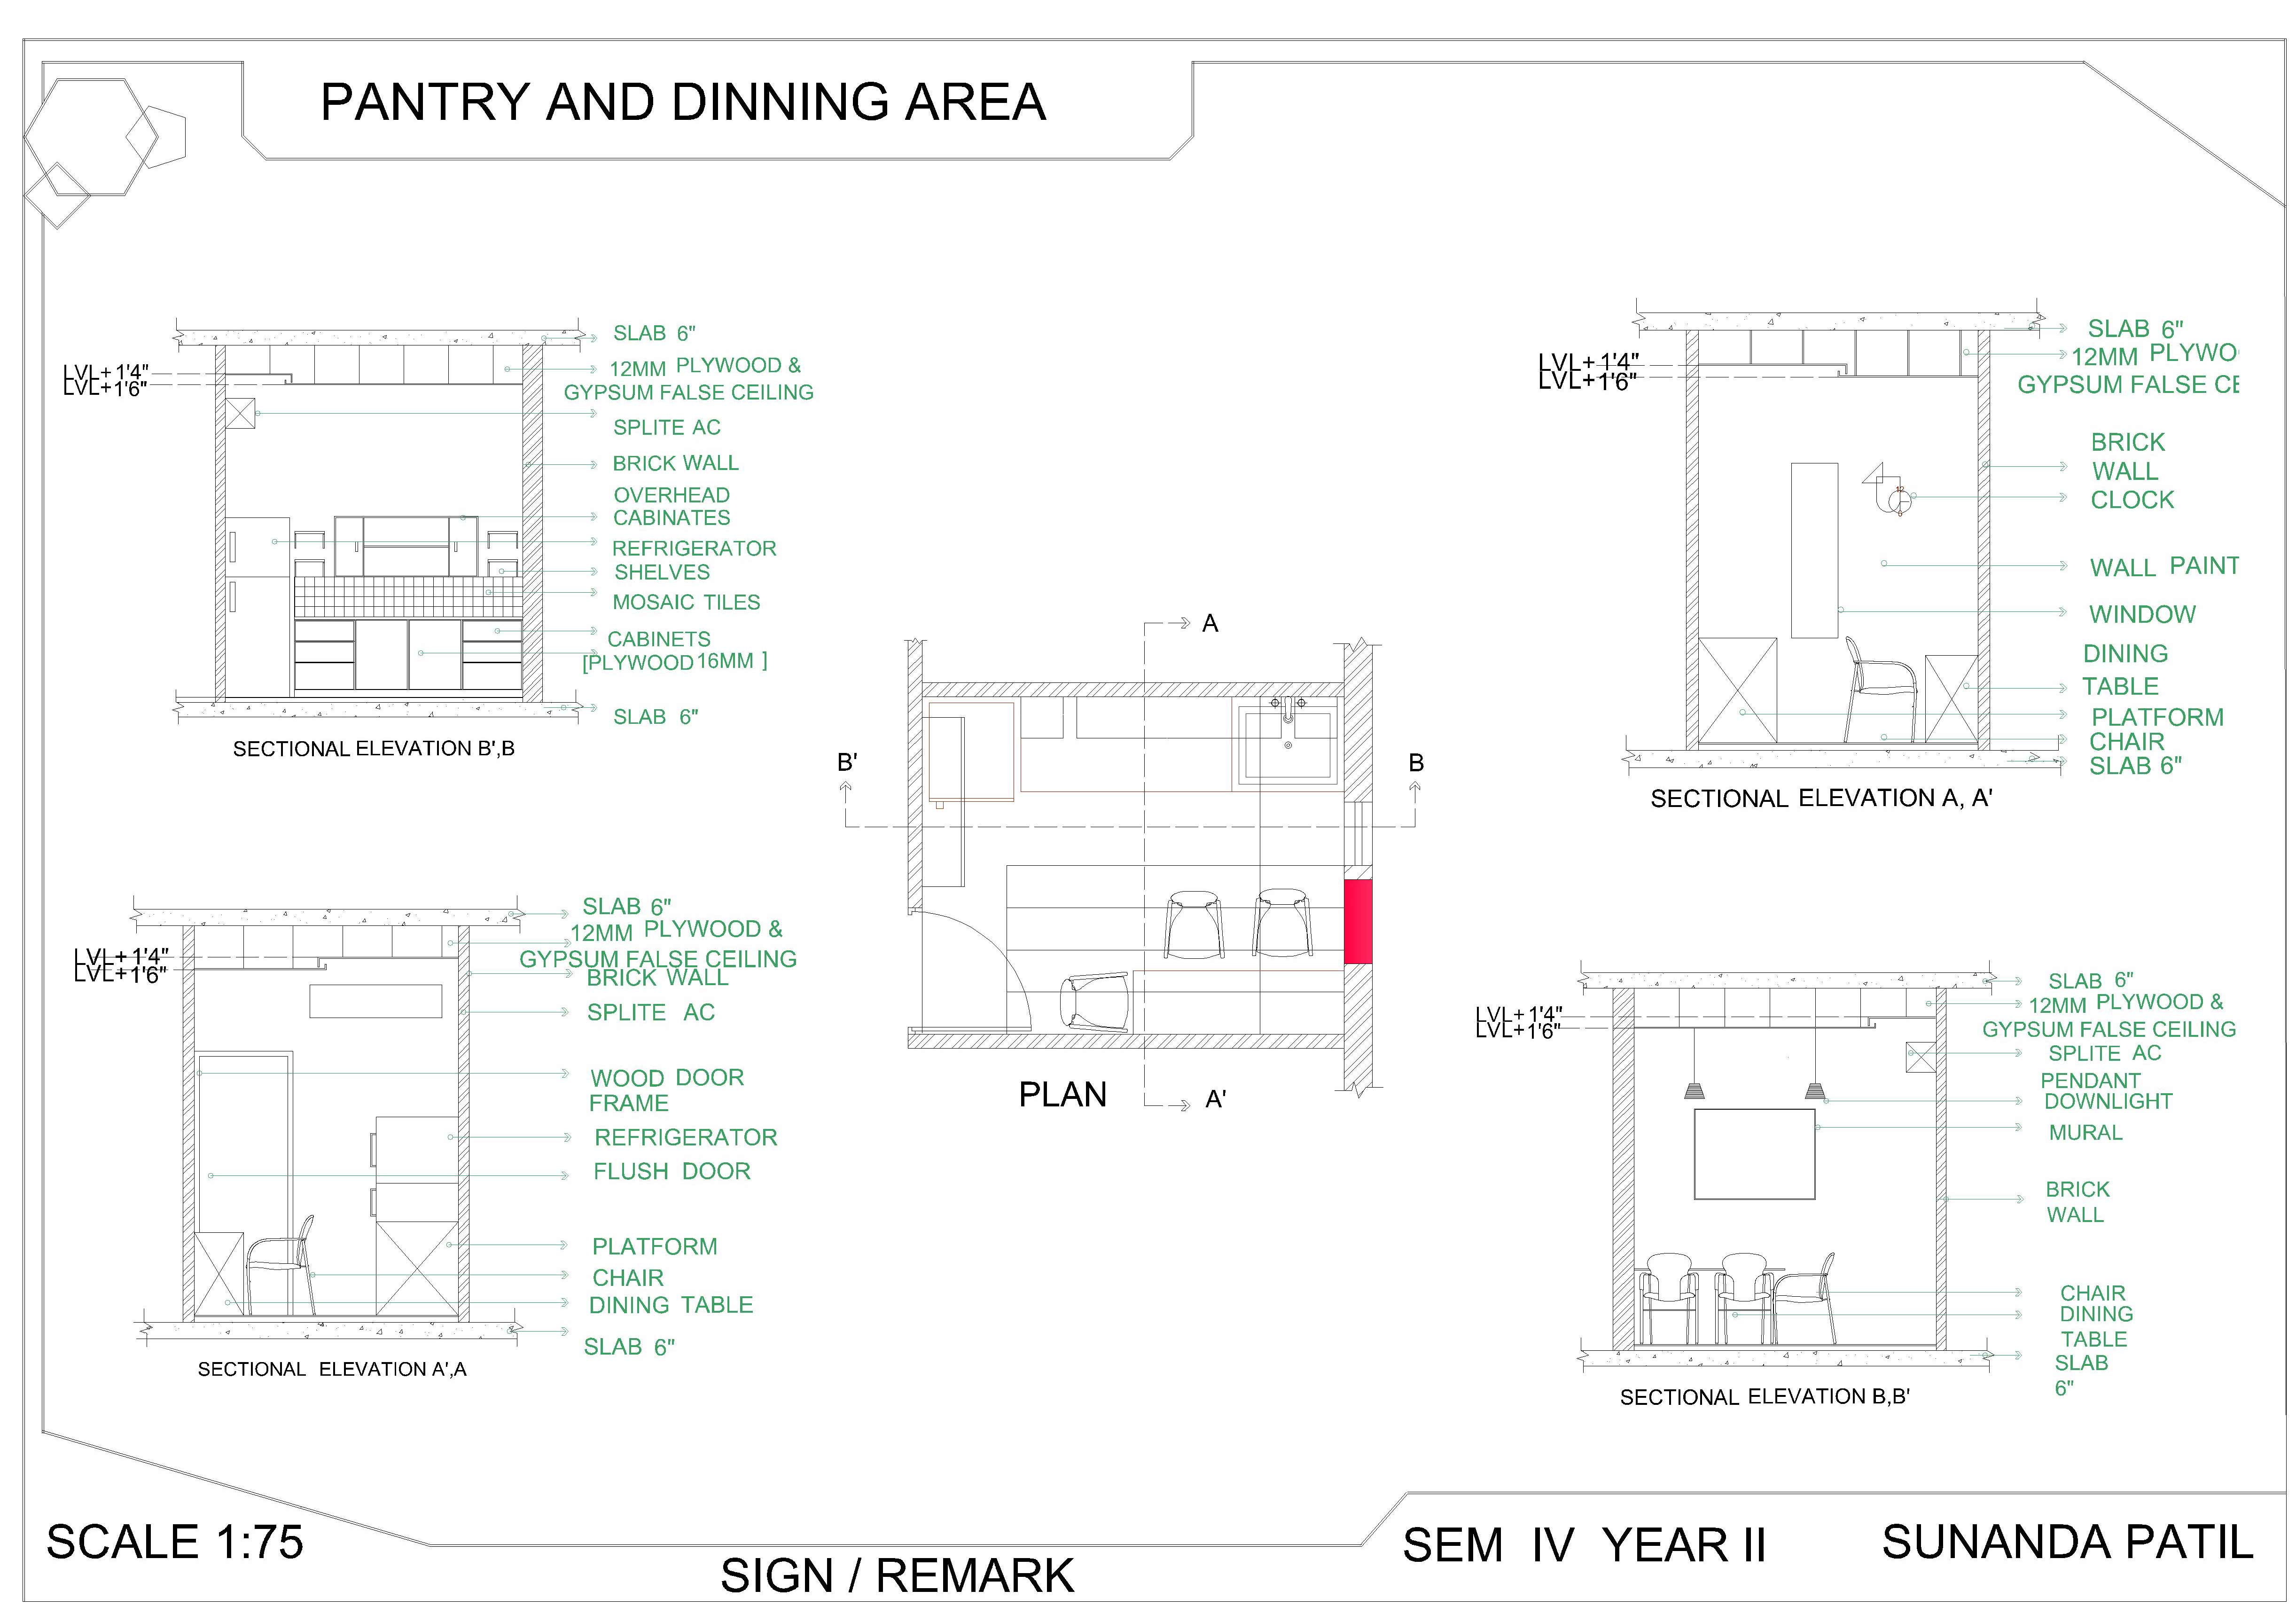 PANTRY AND DINNING AREA
SLAB 6"
12MM PLYWOOD &
GYPSUM FALSE CEILING
LVL+1'4"
LVL+1'6"
SPLITE AC
BRICK WALL
OVERHEAD
CABINATES
REFRIGERATOR
SHELVES
MOSAIC TILES
CABINETS
[PLYWOOD 16MM ]
SLAB 6"
SECTIONAL ELEVATION B',B
SLAB 6"
12MM PLYWO
GYPSUM FALSE CE
LVL+1'4"
LVL+1'6"
BRICK
WALL
CLOCK
12
6
WALL PAINT
WINDOW
DINING
TABLE
PLATFORM
CHAIR
SLAB 6"
SECTIONAL ELEVATION A, A'
A
B'
B
PLAN
A'
SLAB 6"
12MM PLYWOOD &
GYPSUM FALSE CEILING
LVL+1'4"
LVL+1'6"
BRICK WALL
SPLITE AC
WOOD DOOR
FRAME
REFRIGERATOR
FLUSH DOOR
PLATFORM
CHAIR
DINING TABLE
SLAB 6"
SECTIONAL ELEVATION A',A
SLAB 6"
12MM PLYWOOD &
GYPSUM FALSE CEILING
LVL+1'4"
LVL+1'6"
SPLITE AC
PENDANT
DOWNLIGHT
MURAL
BRICK
WALL
CHAIR
DINING
TABLE
SLAB
6"
SECTIONAL ELEVATION B,B'
SCALE 1:75
SIGN / REMARK
SEM IV YEAR II
SUNANDA PATIL